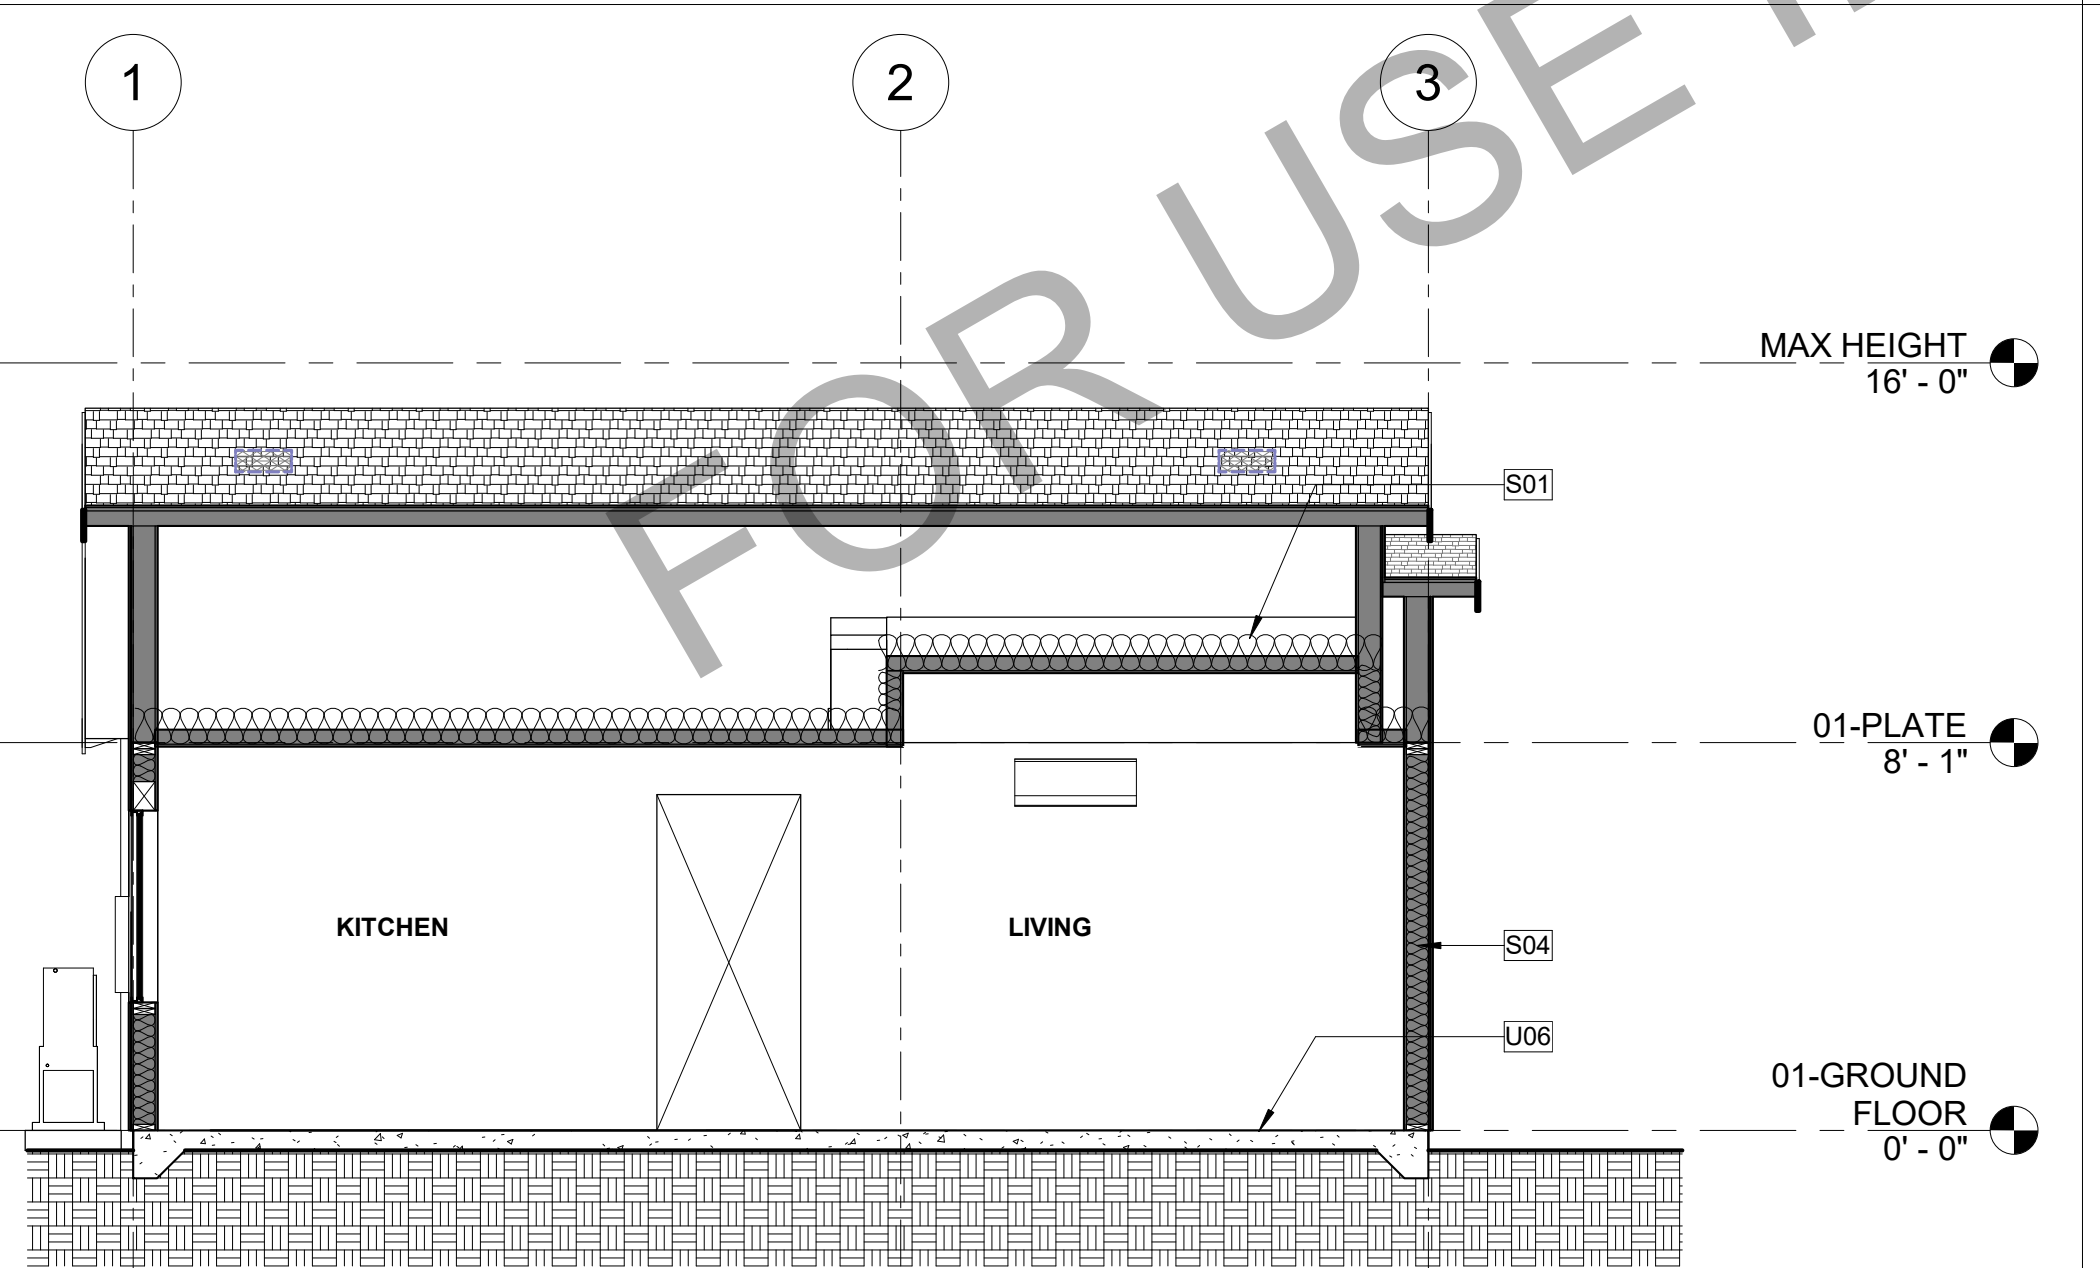 1
2
3
FOR USE
MAX HEIGHT
16' - 0"
S01
01-PLATE
8' - 1"
KITCHEN
LIVING
S04
U06
01-GROUND
FLOOR
0' - 0"